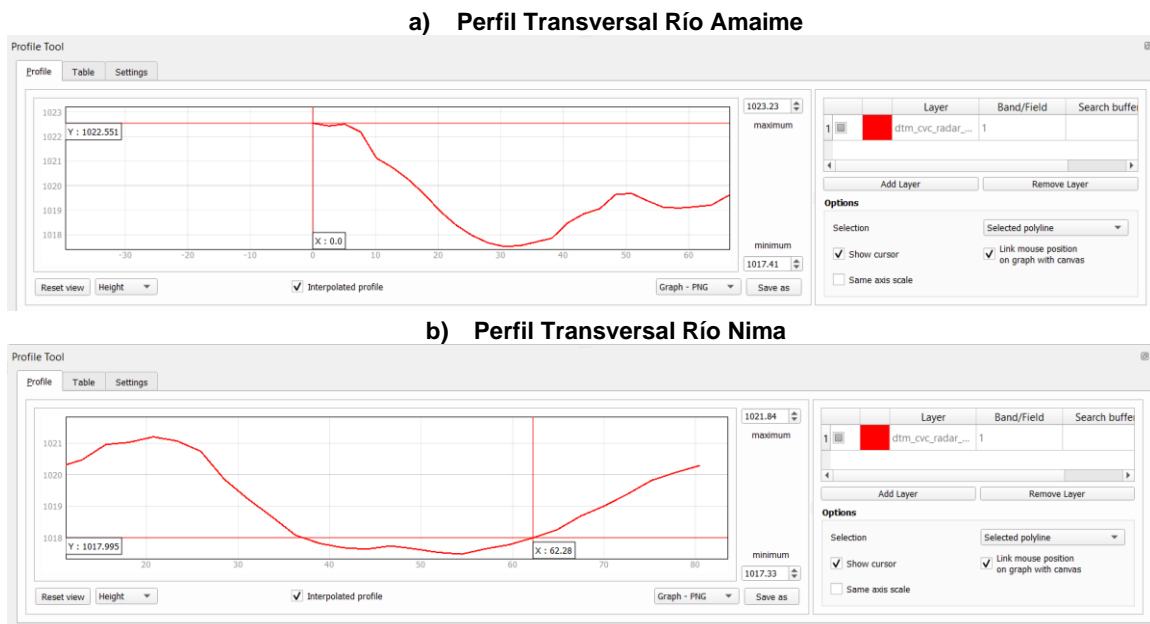 a) Perfil Transversal Río Amaime
Profile Tool
Profile Table Settings
1023
1022
1021
1020
1019
1018
Y : 1022.551
X : 0.0
-30 -20 -10 0 10 20 30 40 50 60
1023.23
maximum
minimum
1017.41
Reset view Height Interpolated profile Graph - PNG Save as
Layer Band/Field Search buffer
1 dtm_cvc_radar_... 1
Add Layer Remove Layer
Options
Selection Selected polyline
Show cursor Link mouse position
on graph with canvas
Same axis scale
b) Perfil Transversal Río Nima
Profile Tool
Profile Table Settings
1021
1020
1019
1018
Y : 1017.995
X : 62.28
20 30 40 50 60 70 80
1021.84
maximum
minimum
1017.33
Reset view Height Interpolated profile Graph - PNG Save as
Layer Band/Field Search buffer
1 dtm_cvc_radar_... 1
Add Layer Remove Layer
Options
Selection Selected polyline
Show cursor Link mouse position
on graph with canvas
Same axis scale